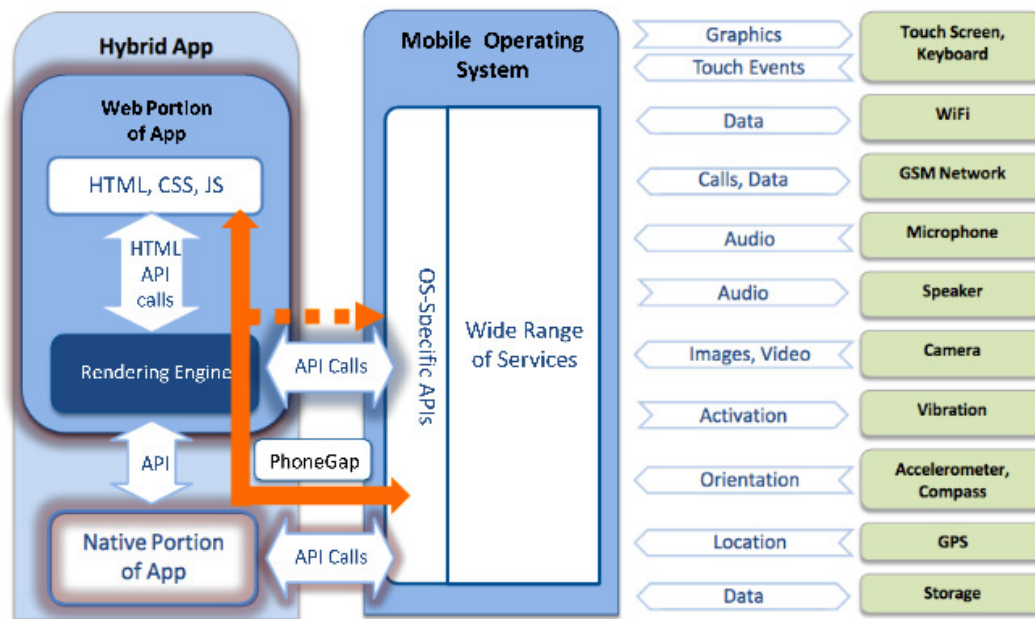 Hybrid App
Web Portion
of App
HTML, CSS, JS
HTML
API
calls
Rendering Engine
API
Native Portion
of App
API Calls
PhoneGap
API Calls
Mobile Operating
System
OS-Specific APIs
Wide Range
of Services
Graphics
Touch Events
Data
Calls, Data
Audio
Audio
Images, Video
Activation
Orientation
Location
Data
Touch Screen,
Keyboard
WiFi
GSM Network
Microphone
Speaker
Camera
Vibration
Accelerometer,
Compass
GPS
Storage